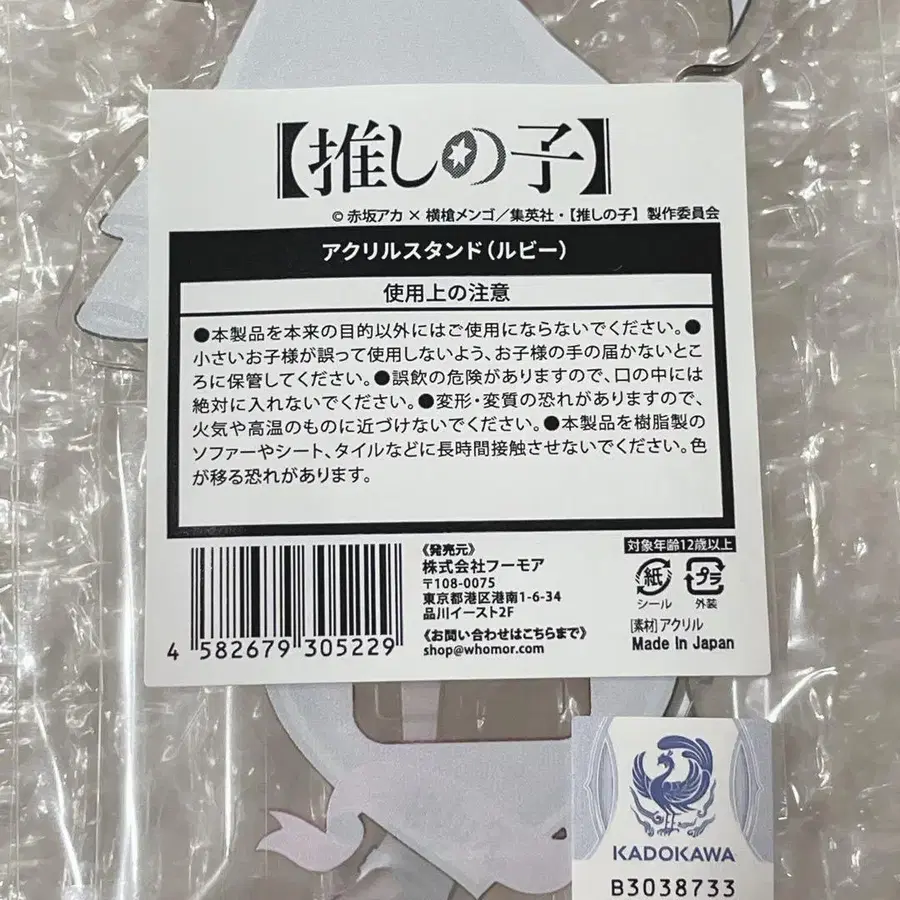 【推しの子】
© 赤坂アカ × 横槍メンゴ／集英社・【推しの子】製作委員会
アクリルスタンド（ルビー）
使用上の注意
●本製品を本来の目的以外にはご使用にならないでください。●
小さいお子様が誤って使用しないよう、お子様の手の届かないとこ
ろに保管してください。●誤飲の危険がありますので、口の中には
絶対に入れないでください。●変形・変質の恐れがありますので、
火気や高温のものに近づけないでください。●本製品を樹脂製の
ソファーやシート、タイルなどに長時間接触させないでください。色
が移る恐れがあります。
4 582679 305229
《発売元》
株式会社フーモア
〒108-0075
東京都港区港南1-6-34
品川イースト2F
《お問い合わせはこちらまで》
shop@whomor.com
対象年齢12歳以上
紙 プラ
シール 外装
[素材]アクリル
Made In Japan
KADOKAWA
B3038733